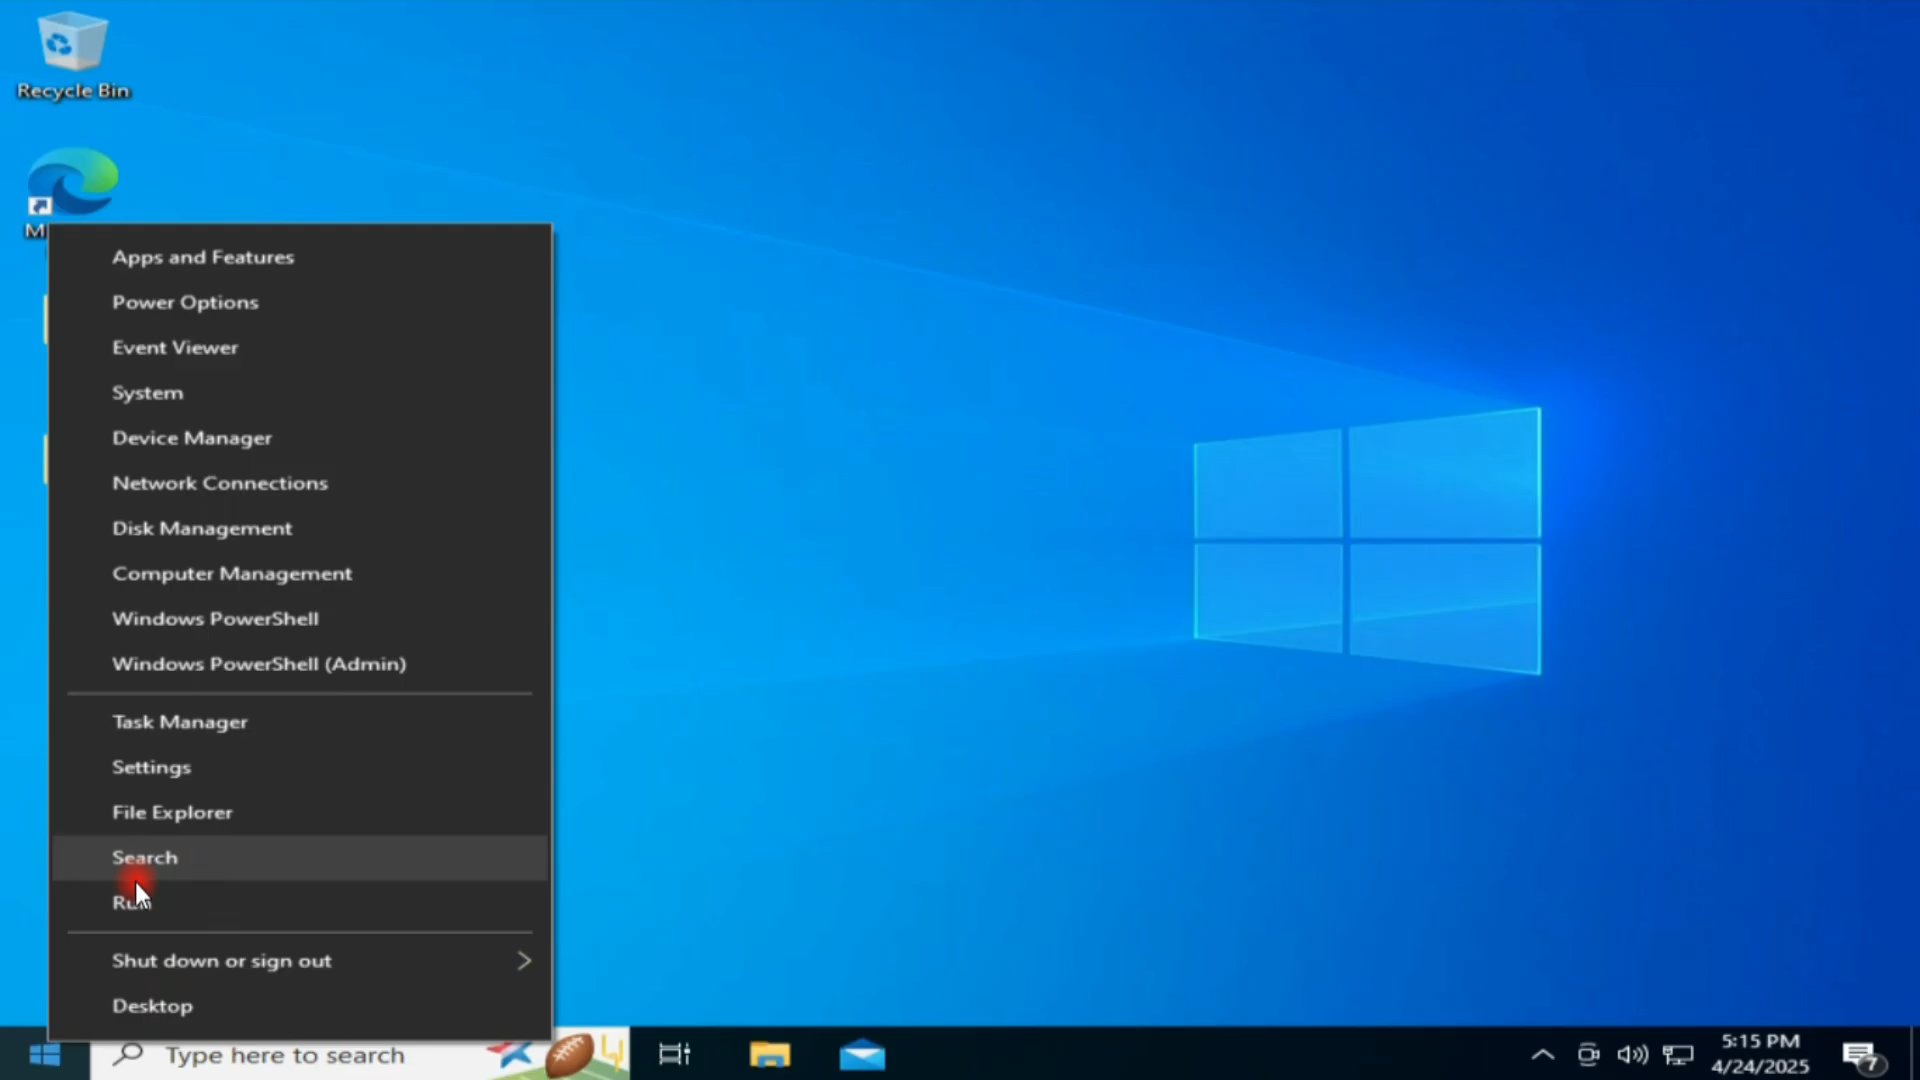 Recycle Bin
M
Apps and Features
Power Options
Event Viewer
System
Device Manager
Network Connections
Disk Management
Computer Management
Windows PowerShell
Windows PowerShell (Admin)
Task Manager
Settings
File Explorer
Search
Run
Shut down or sign out
Desktop
Type here to search
5:15 PM
4/24/2025
7